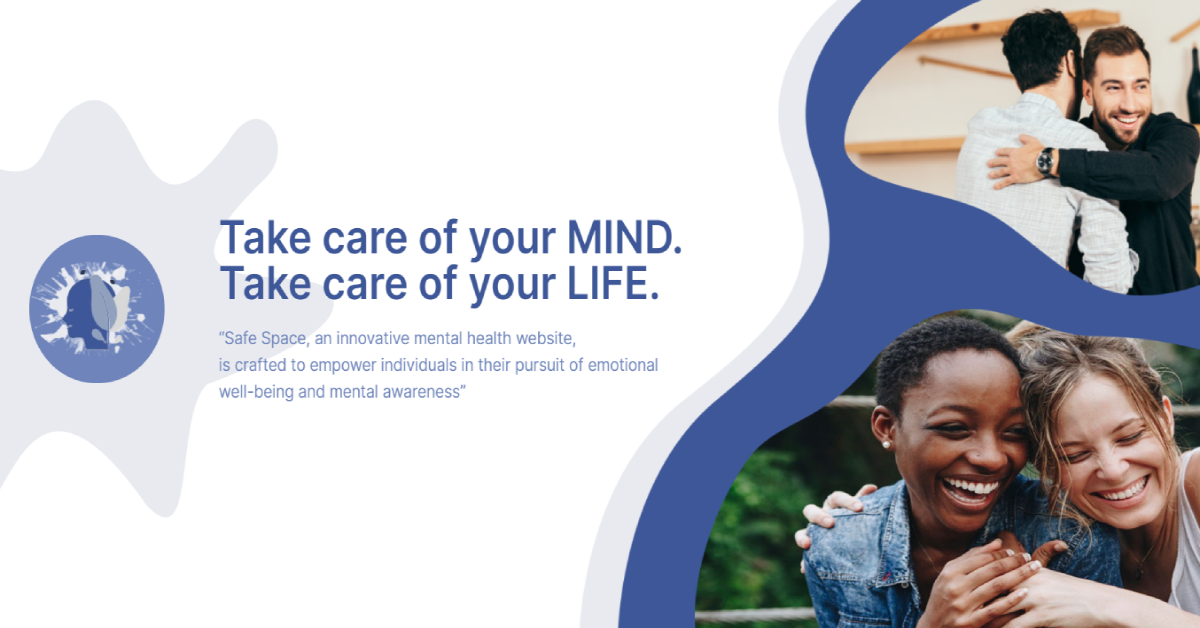 Take care of your MIND.
Take care of your LIFE.
“Safe Space, an innovative mental health website,
is crafted to empower individuals in their pursuit of emotional
well-being and mental awareness”